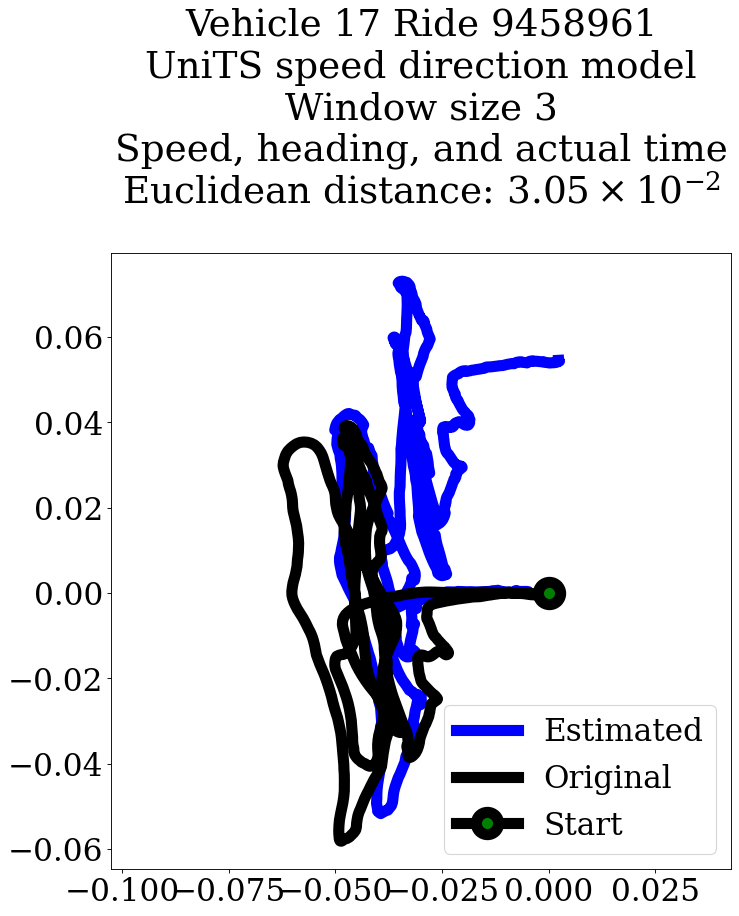 Vehicle 17 Ride 9458961
UniTS speed direction model
Window size 3
Speed, heading, and actual time
Euclidean distance: 3.05 × 10⁻²
0.06
0.04
0.02
0.00
−0.02
−0.04
−0.06
Estimated
Original
Start
−0.100 −0.075 −0.050 −0.025 0.000 0.025